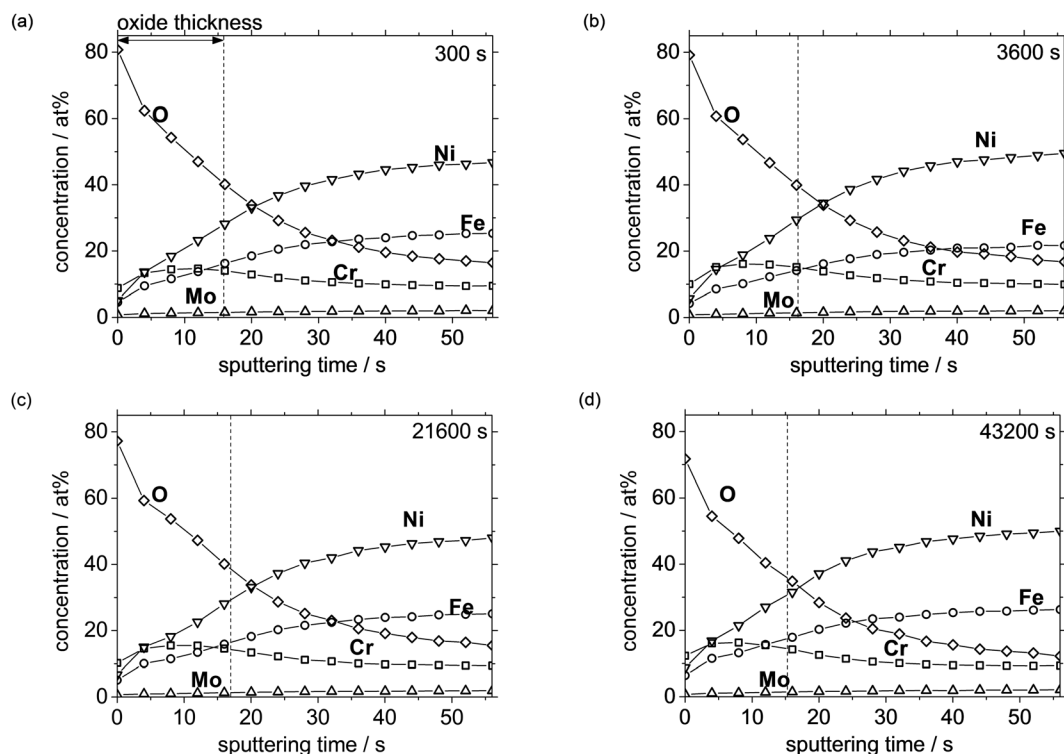 (a)
oxide thickness
300 s
80
60
40
20
0
0 10 20 30 40 50
O
Ni
Fe
Cr
Mo
concentration / at%
sputtering time / s
(b)
3600 s
80
60
40
20
0
0 10 20 30 40 50
O
Ni
Fe
Cr
Mo
concentration / at%
sputtering time / s
(c)
21600 s
80
60
40
20
0
0 10 20 30 40 50
O
Ni
Fe
Cr
Mo
concentration / at%
sputtering time / s
(d)
43200 s
80
60
40
20
0
0 10 20 30 40 50
O
Ni
Fe
Cr
Mo
concentration / at%
sputtering time / s